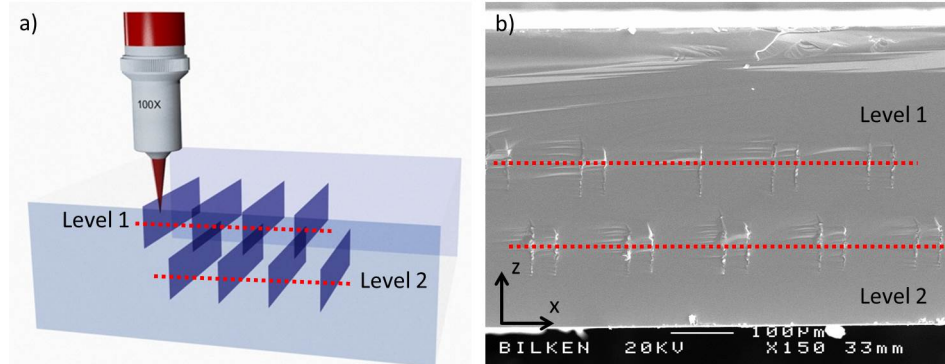 a)
100X
Level 1
Level 2
b)
Level 1
z
x
Level 2
100μm
BILKEN 20KV X150 33mm